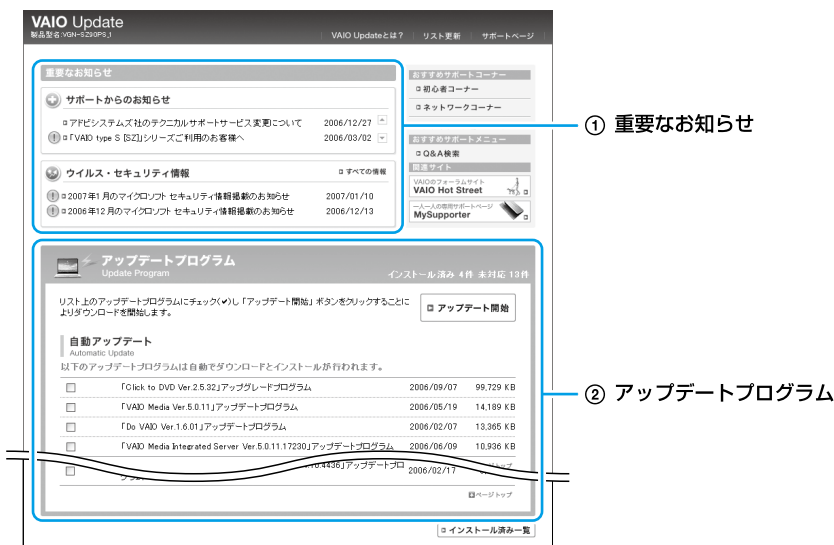 VAIO Update
製品型名:VGN-SZ90PS_1
VAIO Updateとは？ リスト更新 サポートページ
重要なお知らせ
サポートからのお知らせ
アドビシステムズ社のテクニカルサポートサービス変更について 2006/12/27
「VAIO type S [SZ]」シリーズご利用のお客様へ 2006/03/02
ウイルス・セキュリティ情報 すべての情報
2007年1月のマイクロソフト セキュリティ情報掲載のお知らせ 2007/01/10
2006年12月のマイクロソフト セキュリティ情報掲載のお知らせ 2006/12/13
おすすめサポートコーナー
初心者コーナー
ネットワークコーナー
おすすめサポートメニュー
Q&A検索
関連サイト
VAIOのフォーラムサイト
VAIO Hot Street
一人一人の専用サポートページ
MySupporter
① 重要なお知らせ
アップデートプログラム
Update Program
インストール済み 4件 未対応 13件
リスト上のアップデートプログラムにチェック(✔)し「アップデート開始」ボタンをクリックすることに
よりダウンロードを開始します。
アップデート開始
自動アップデート
Automatic Update
以下のアップデートプログラムは自動でダウンロードとインストールが行われます。
「Click to DVD Ver.2.5.32」アップグレードプログラム 2006/09/07 99,729 KB
「VAIO Media Ver.5.0.11」アップデートプログラム 2006/05/19 14,189 KB
「Do VAIO Ver.1.6.01」アップデートプログラム 2006/02/07 13,365 KB
「VAIO Media Integrated Server Ver.5.0.11.17230」アップデートプログラム 2006/06/09 10,936 KB
.4436」アップデートプロ 2006/02/17
ページトップ
② アップデートプログラム
インストール済み一覧